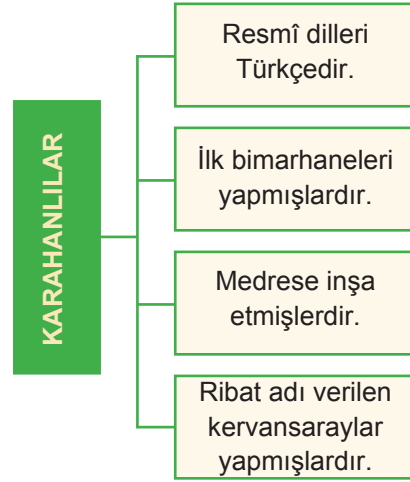 KARAHANLILAR
Resmî dilleri
Türkçedir.
İlk bimarhaneleri
yapmışlardır.
Medrese inşa
etmişlerdir.
Ribat adı verilen
kervansaraylar
yapmışlardır.